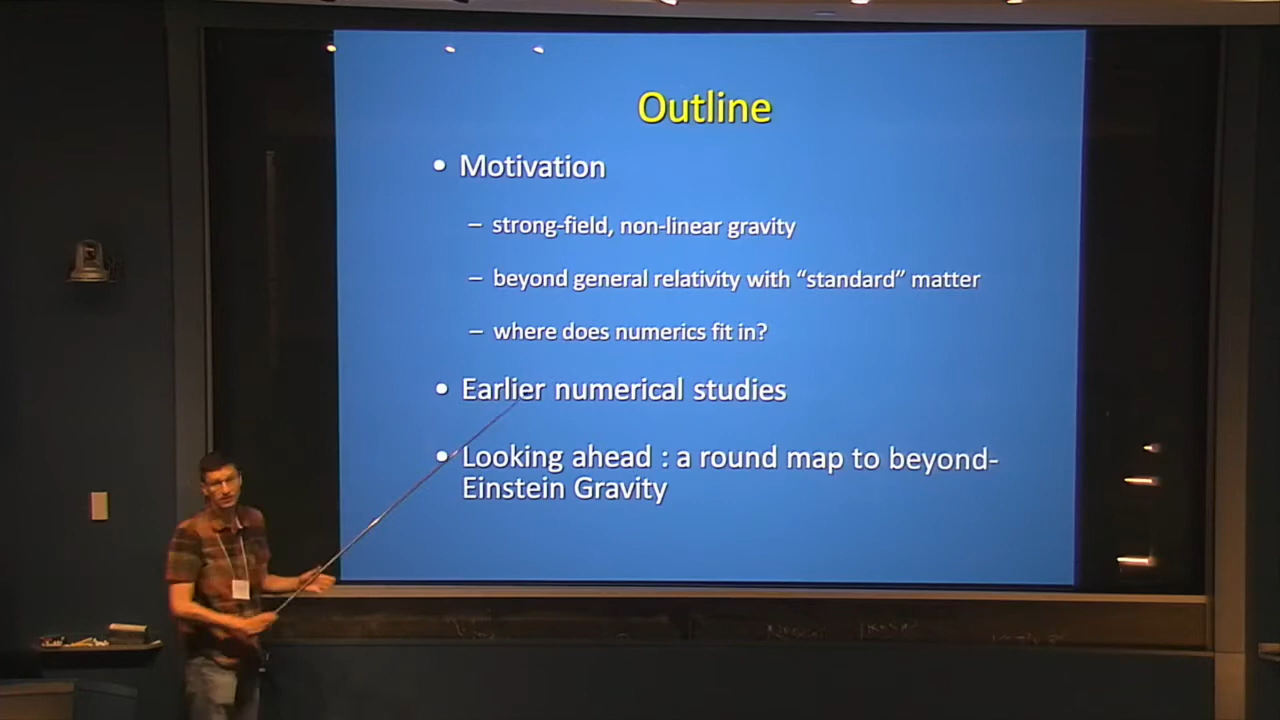 Outline
• Motivation
– strong-field, non-linear gravity
– beyond general relativity with “standard” matter
– where does numerics fit in?
• Earlier numerical studies
• Looking ahead : a round map to beyond-
Einstein Gravity